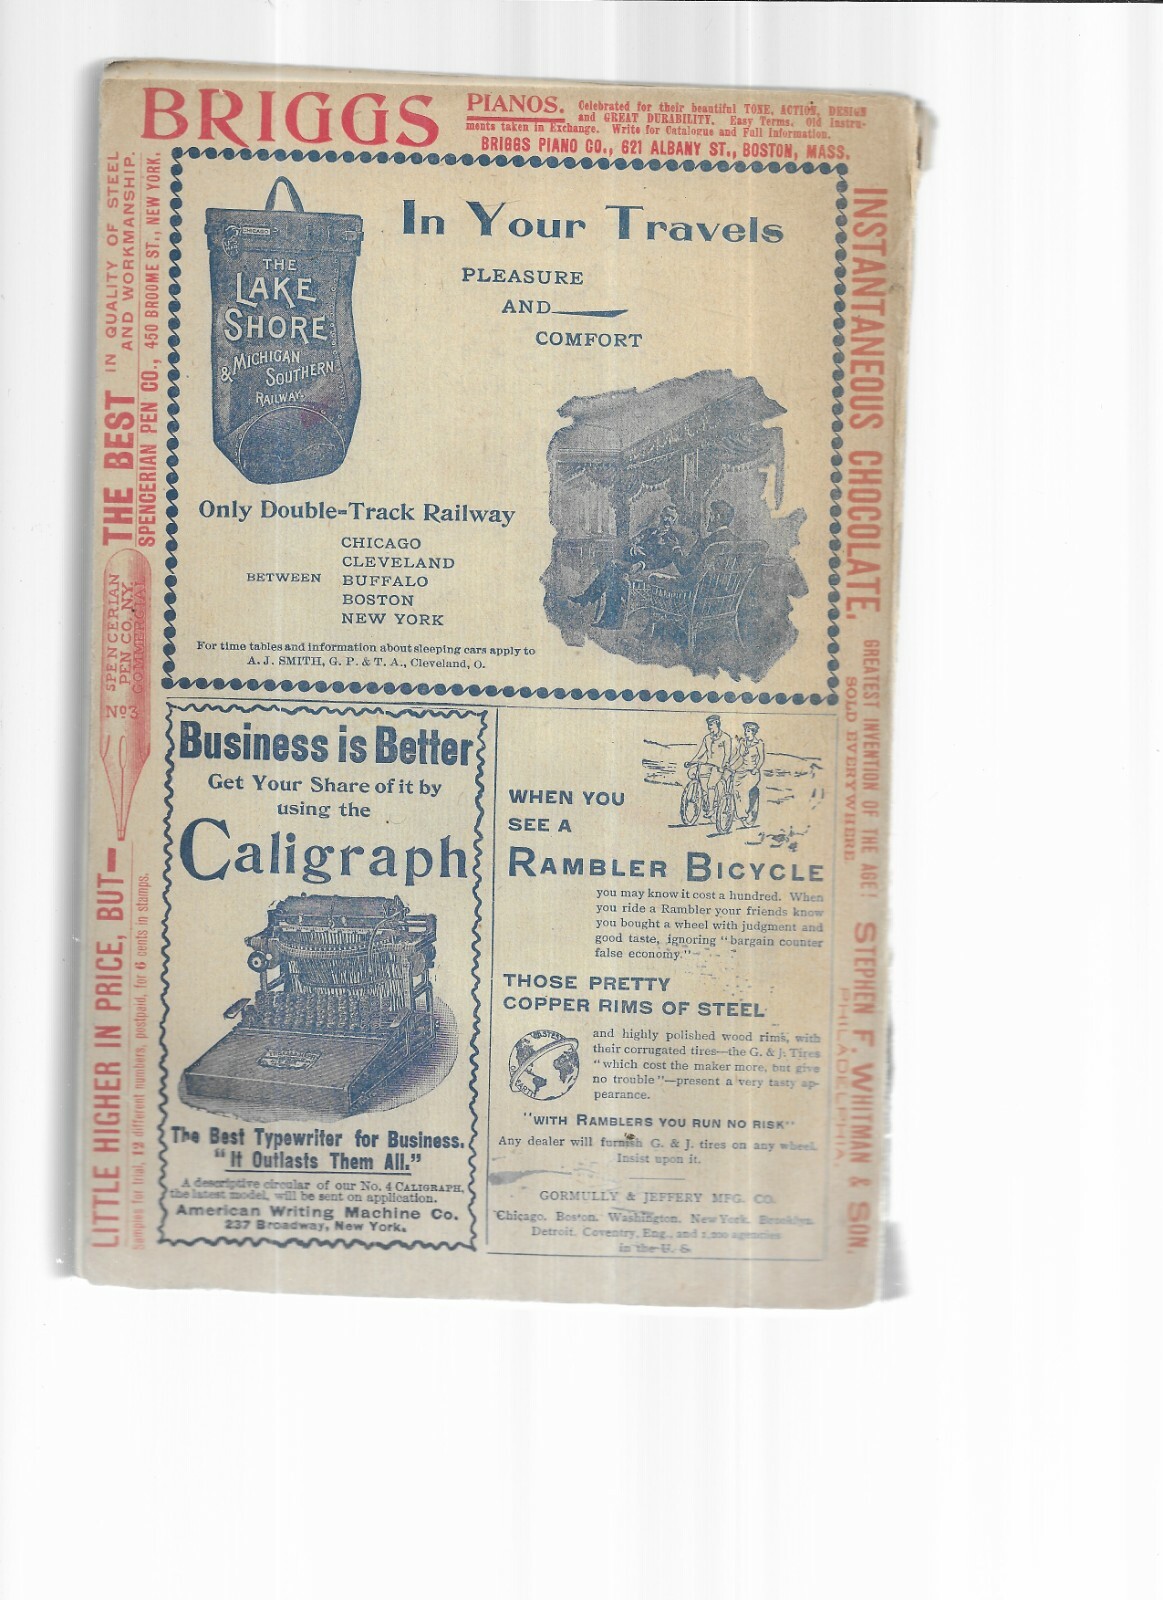 BRIGGS
PIANOS. Celebrated for their beautiful TONE, ACTION, DESIGN
and GREAT DURABILITY. Easy Terms. Old Instru-
ments taken in Exchange. Write for Catalogue and Full Information.
BRIGGS PIANO CO., 621 ALBANY ST., BOSTON, MASS.
LITTLE HIGHER IN PRICE, BUT—
Samples for trial, 12 different numbers, postpaid, for 6 cents in stamps.
SPENCERIAN
PEN CO. N.Y.
COMMERCIAL
No 3
THE BEST IN QUALITY OF STEEL
AND WORKMANSHIP.
SPENCERIAN PEN CO., 450 BROOME ST., NEW YORK.
CHICAGO
THE
LAKE
SHORE
& MICHIGAN
SOUTHERN
RAILWAY.
In Your Travels
PLEASURE
AND
COMFORT
Only Double-Track Railway
BETWEEN
CHICAGO
CLEVELAND
BUFFALO
BOSTON
NEW YORK
For time tables and information about sleeping cars apply to
A. J. SMITH, G. P. & T. A., Cleveland, O.
Business is Better
Get Your Share of it by
using the
Caligraph
The Best Typewriter for Business.
"It Outlasts Them All."
A descriptive circular of our No. 4 CALIGRAPH,
the latest model, will be sent on application.
American Writing Machine Co.
237 Broadway, New York.
WHEN YOU
SEE A
RAMBLER BICYCLE
you may know it cost a hundred. When
you ride a Rambler your friends know
you bought a wheel with judgment and
good taste, ignoring "bargain counter
false economy."
THOSE PRETTY
COPPER RIMS OF STEEL
and highly polished wood rims, with
their corrugated tires—the G. & J. Tires
"which cost the maker more, but give
no trouble"—present a very tasty ap-
pearance.
"WITH RAMBLERS YOU RUN NO RISK"
Any dealer will furnish G. & J. tires on any wheel.
Insist upon it.
GORMULLY & JEFFERY MFG. CO.
Chicago. Boston. Washington. New York. Brooklyn.
Detroit. Coventry, Eng., and 1,200 agencies
in the U. S.
INSTANTANEOUS CHOCOLATE,
GREATEST INVENTION OF THE AGE!
SOLD EVERYWHERE.
STEPHEN F. WHITMAN & SON,
PHILADELPHIA.